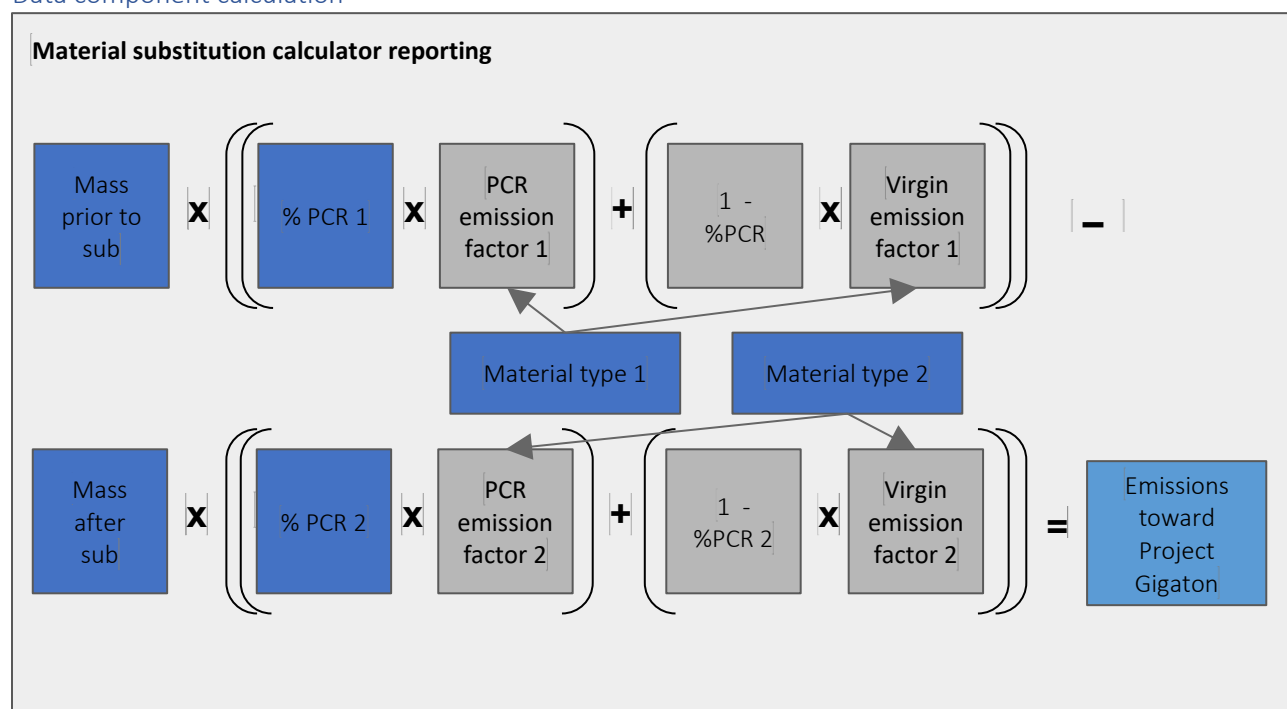 Data component calculation
Material substitution calculator reporting
Mass
prior to
sub
x
% PCR 1
x
PCR
emission
factor 1
+
1 -
%PCR
x
Virgin
emission
factor 1
–
Material type 1
Material type 2
Mass
after
sub
x
% PCR 2
x
PCR
emission
factor 2
+
1 -
%PCR 2
x
Virgin
emission
factor 2
=
Emissions
toward
Project
Gigaton